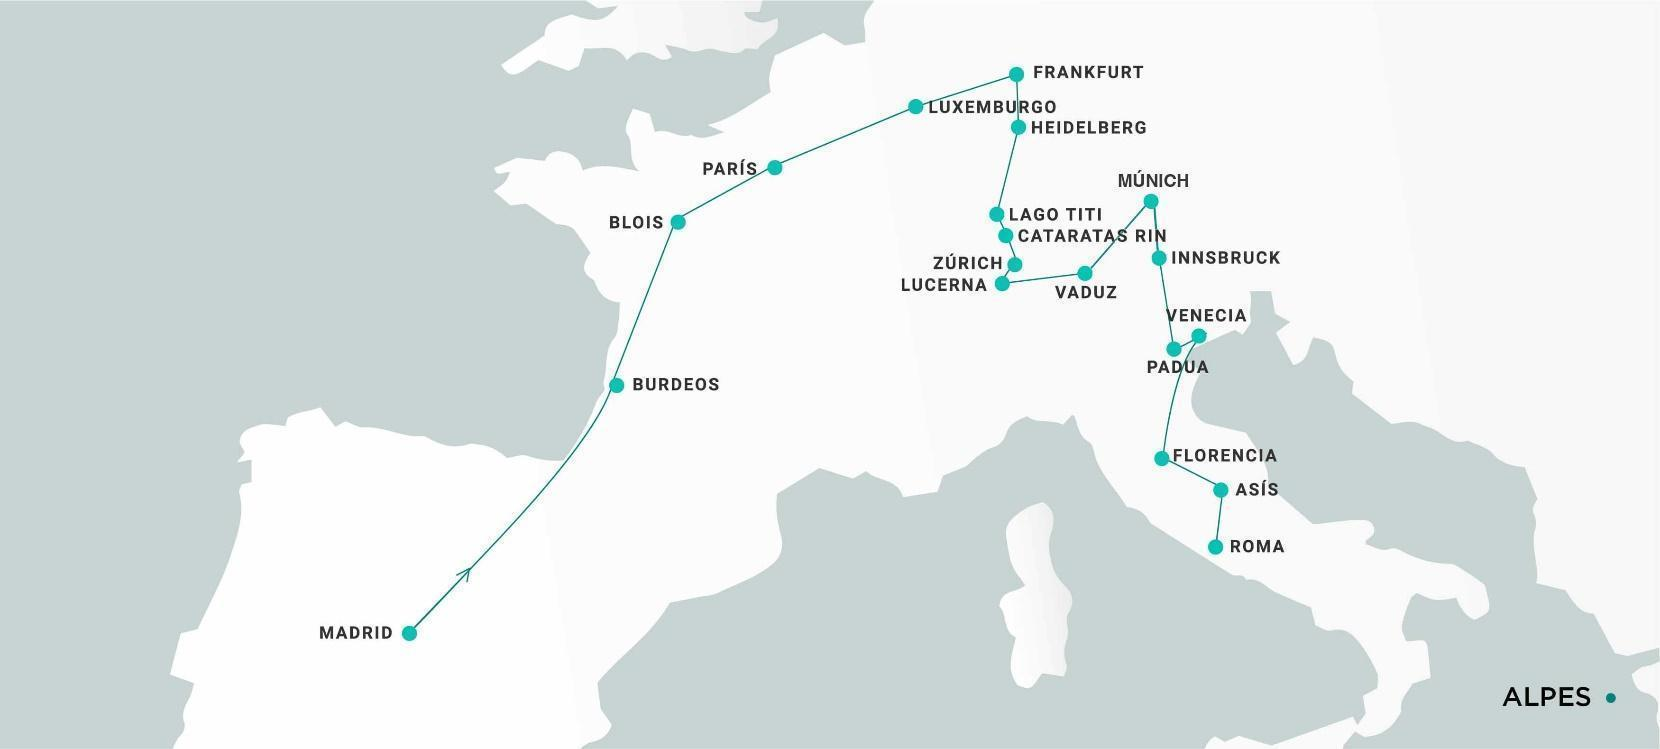 FRANKFURT
LUXEMBURGO
HEIDELBERG
PARÍS
MÚNICH
BLOIS
LAGO TITI
CATARATAS RIN
INNSBRUCK
ZÚRICH
LUCERNA
VADUZ
VENECIA
PADUA
BURDEOS
FLORENCIA
ASÍS
ROMA
MADRID
ALPES